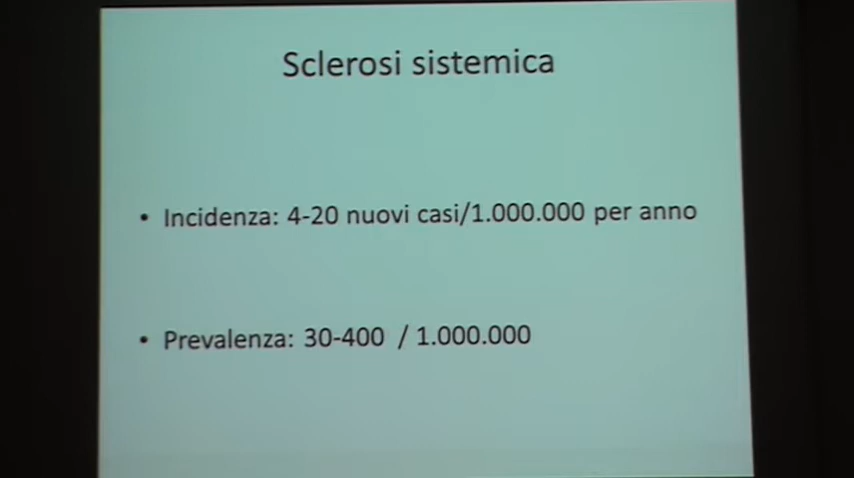 Sclerosi sistemica
• Incidenza: 4-20 nuovi casi/1.000.000 per anno
• Prevalenza: 30-400 / 1.000.000